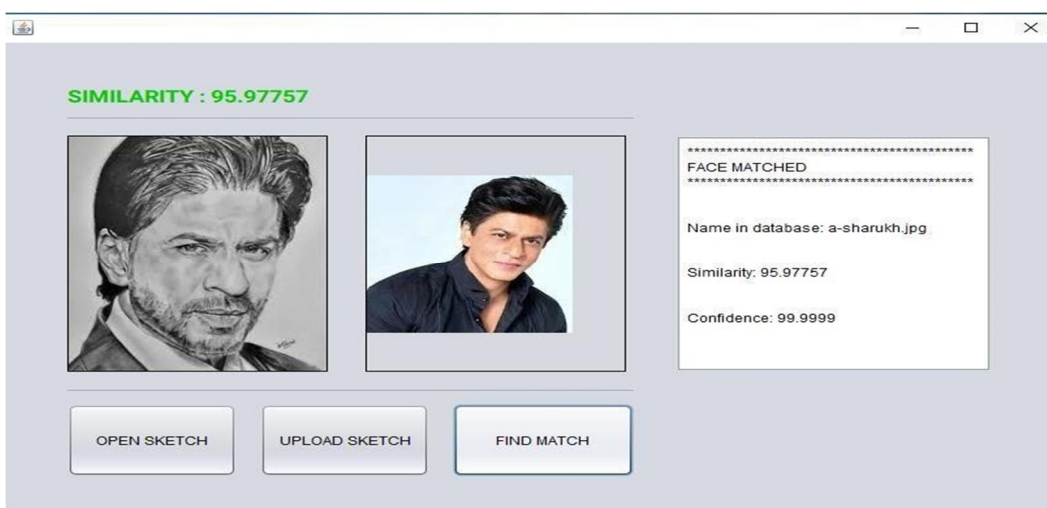 SIMILARITY : 95.97757
********************************************
FACE MATCHED
********************************************
Name in database: a-sharukh.jpg
Similarity: 95.97757
Confidence: 99.9999
OPEN SKETCH
UPLOAD SKETCH
FIND MATCH